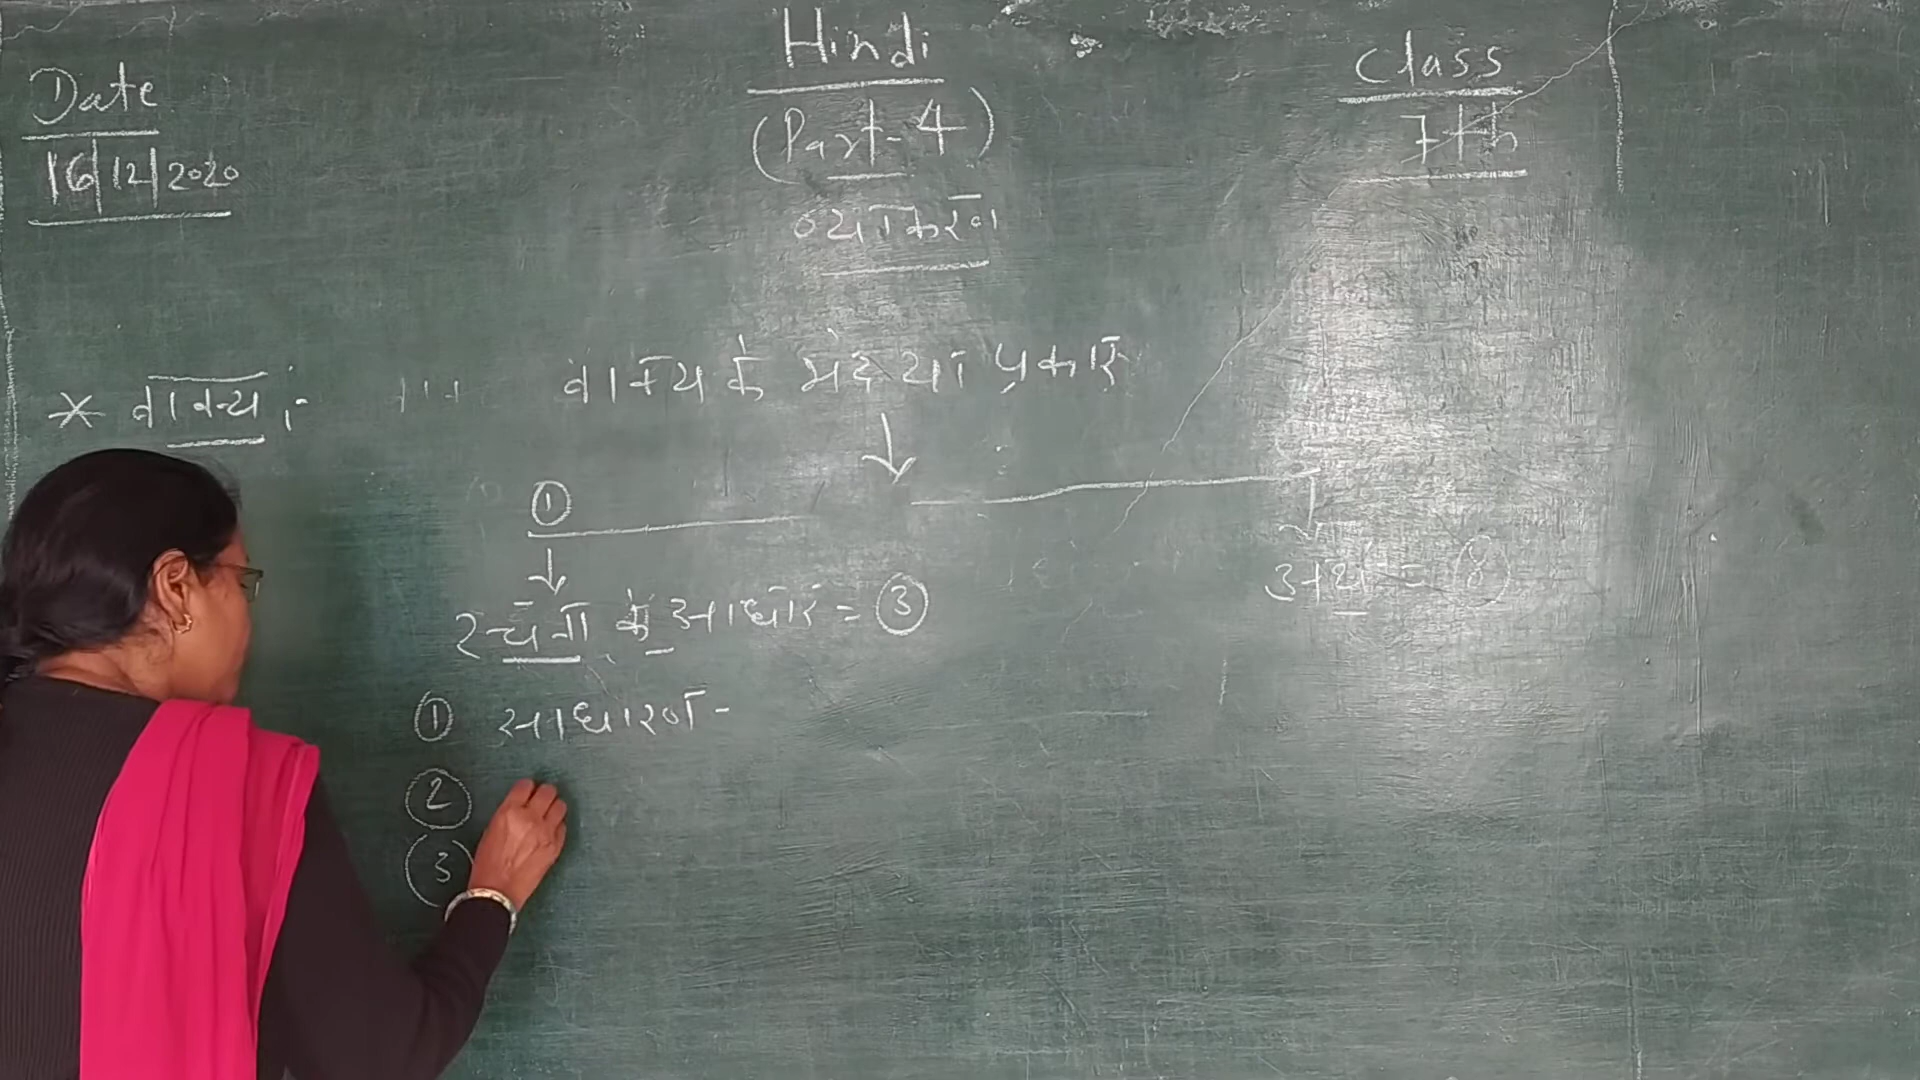 Hindi
Class
Date
(Part-4)
7th
16/12/2020
व्याकरण
* वाक्य :-
वाक्य के भेद या प्रकार
①
रचना के आधार = ③
अर्थ = ⑧
① साधारण -
②
③